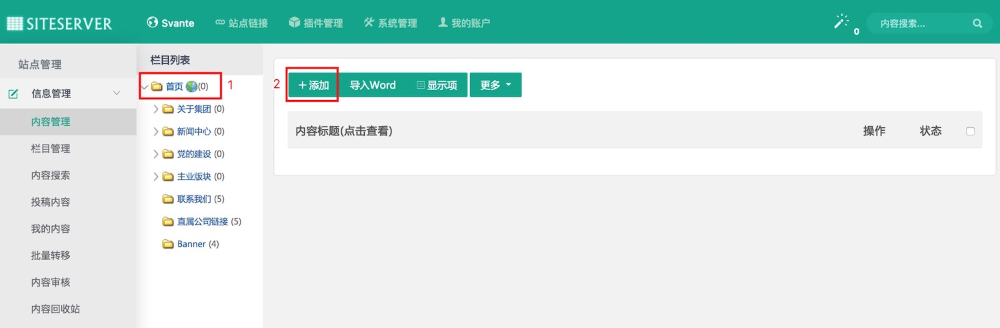 SITESERVER Svante 站点链接 插件管理 系统管理 我的账户 0 内容搜索...
站点管理
信息管理
内容管理
栏目管理
内容搜索
投稿内容
我的内容
批量转移
内容审核
内容回收站
栏目列表
首页 (0) 1
关于集团 (0)
新闻中心 (0)
党的建设 (0)
主业版块 (0)
联系我们 (5)
直属公司链接 (5)
Banner (4)
2 +添加 导入Word 显示项 更多
内容标题(点击查看) 操作 状态